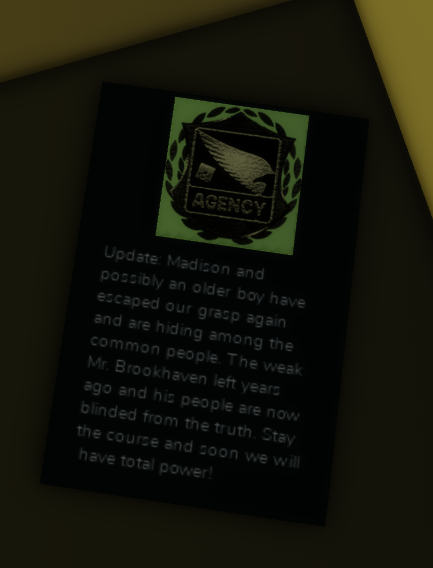 AGENCY
Update: Madison and
possibly an older boy have
escaped our grasp again
and are hiding among the
common people. The weak
Mr. Brookhaven left years
ago and his people are now
blinded from the truth. Stay
the course and soon we will
have total power!